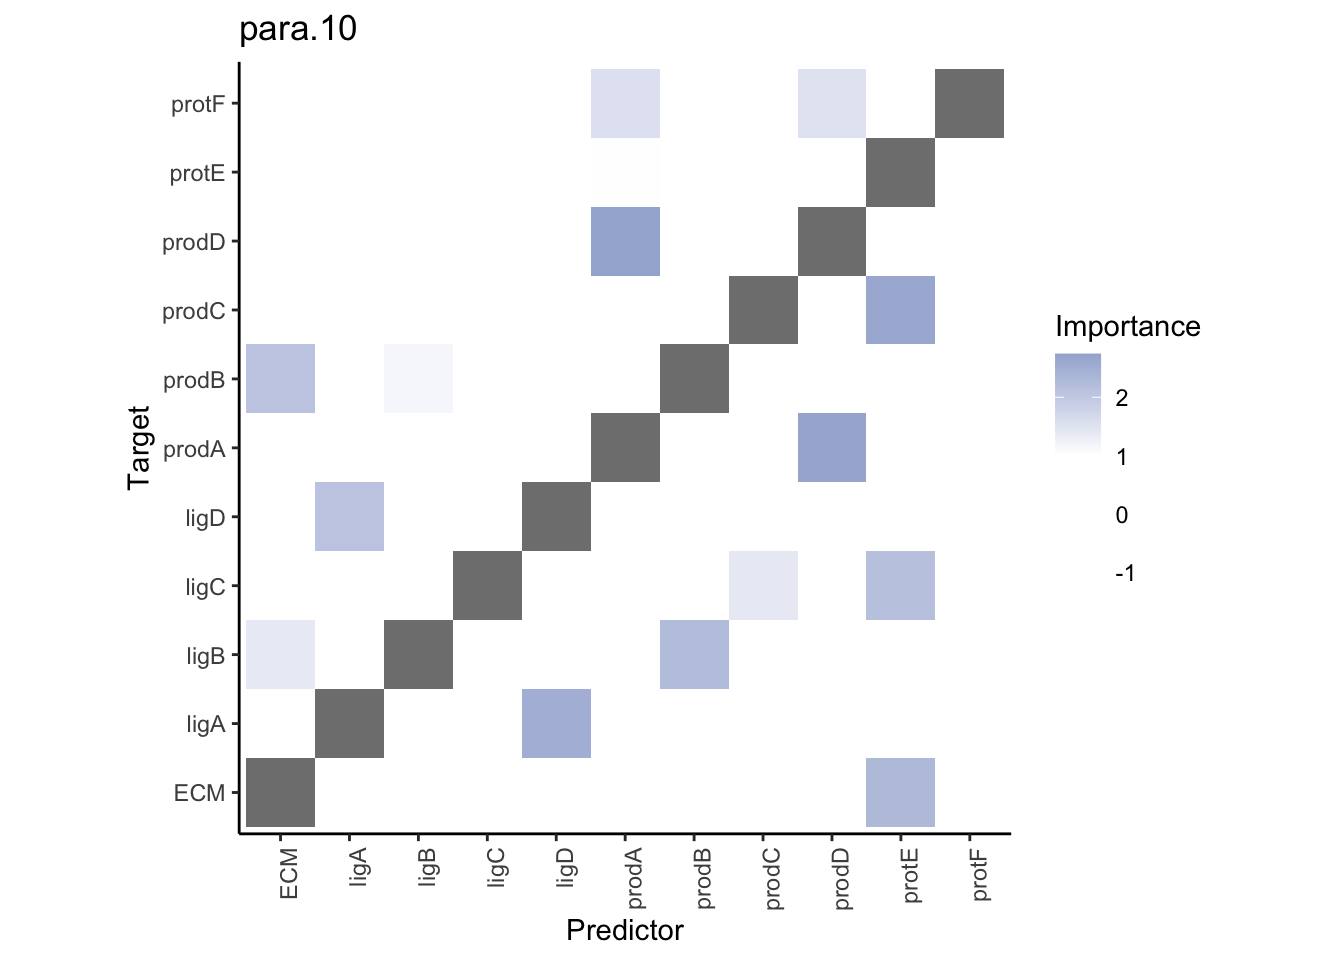 para.10
protF
protE
prodD
prodC
prodB
prodA
ligD
ligC
ligB
ligA
ECM
Target
ECM
ligA
ligB
ligC
ligD
prodA
prodB
prodC
prodD
protE
protF
Predictor
Importance
2
1
0
-1